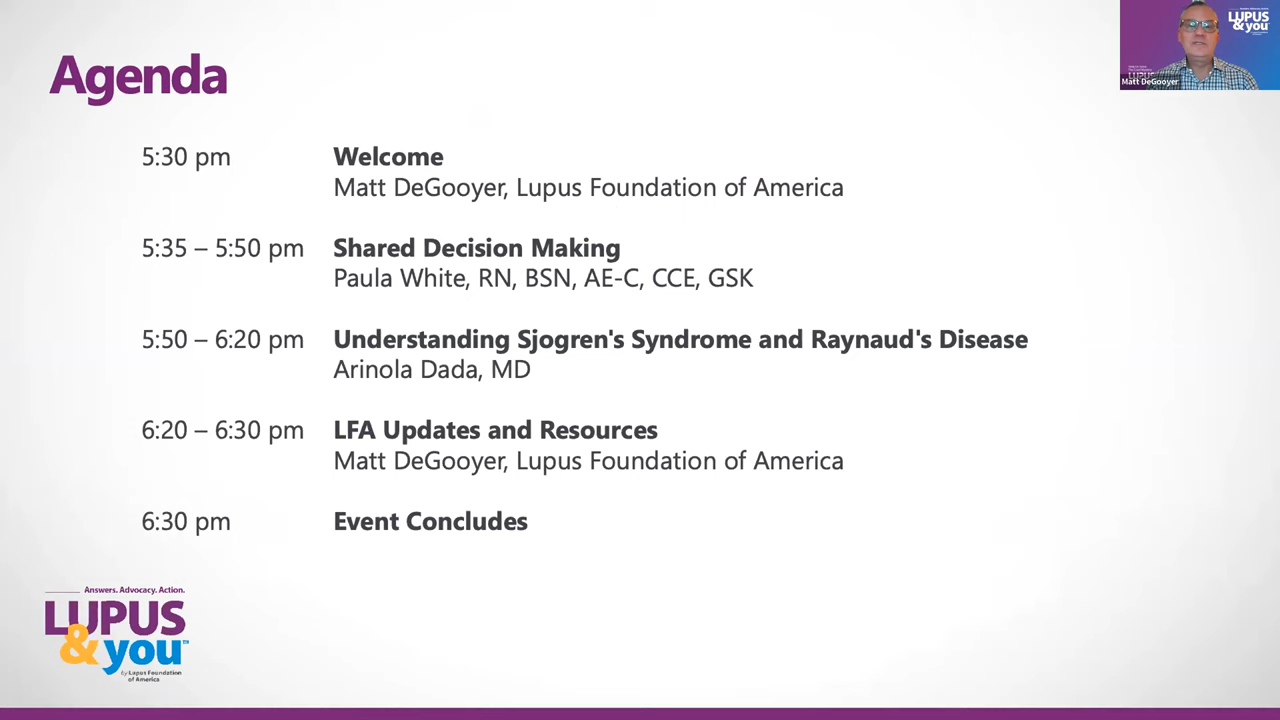 Agenda
5:30 pm Welcome
Matt DeGooyer, Lupus Foundation of America
5:35 – 5:50 pm Shared Decision Making
Paula White, RN, BSN, AE-C, CCE, GSK
5:50 – 6:20 pm Understanding Sjogren's Syndrome and Raynaud's Disease
Arinola Dada, MD
6:20 – 6:30 pm LFA Updates and Resources
Matt DeGooyer, Lupus Foundation of America
6:30 pm Event Concludes
Answers. Advocacy. Action.
LUPUS
&you™
by Lupus Foundation
of America
LUPUS
&you
LUPUS
Matt DeGooyer